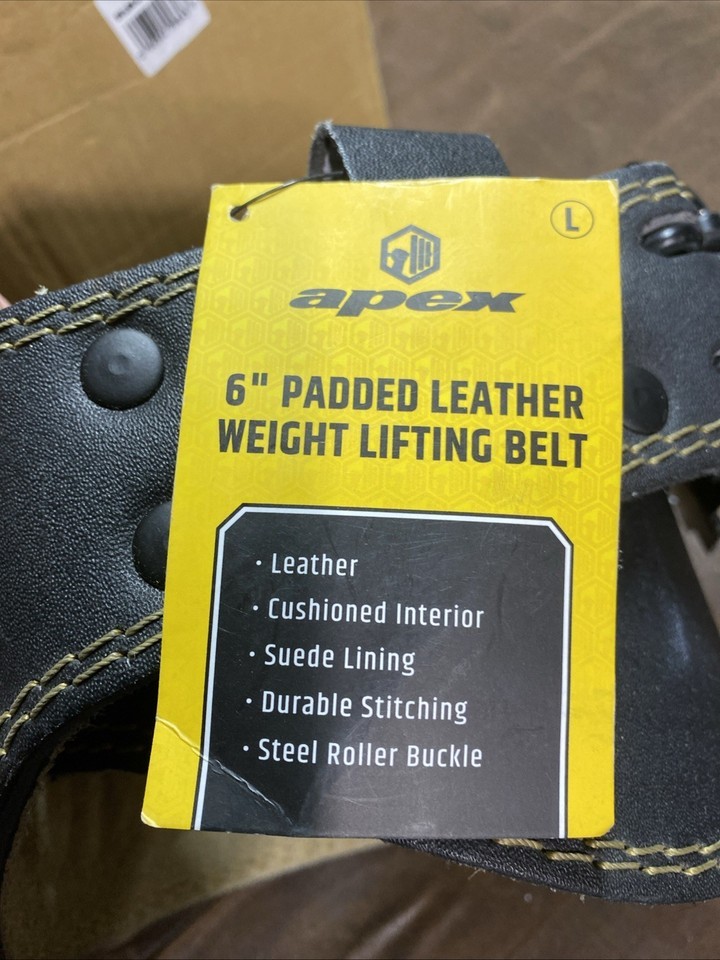 L
apex
6" PADDED LEATHER
WEIGHT LIFTING BELT
· Leather
· Cushioned Interior
· Suede Lining
· Durable Stitching
· Steel Roller Buckle